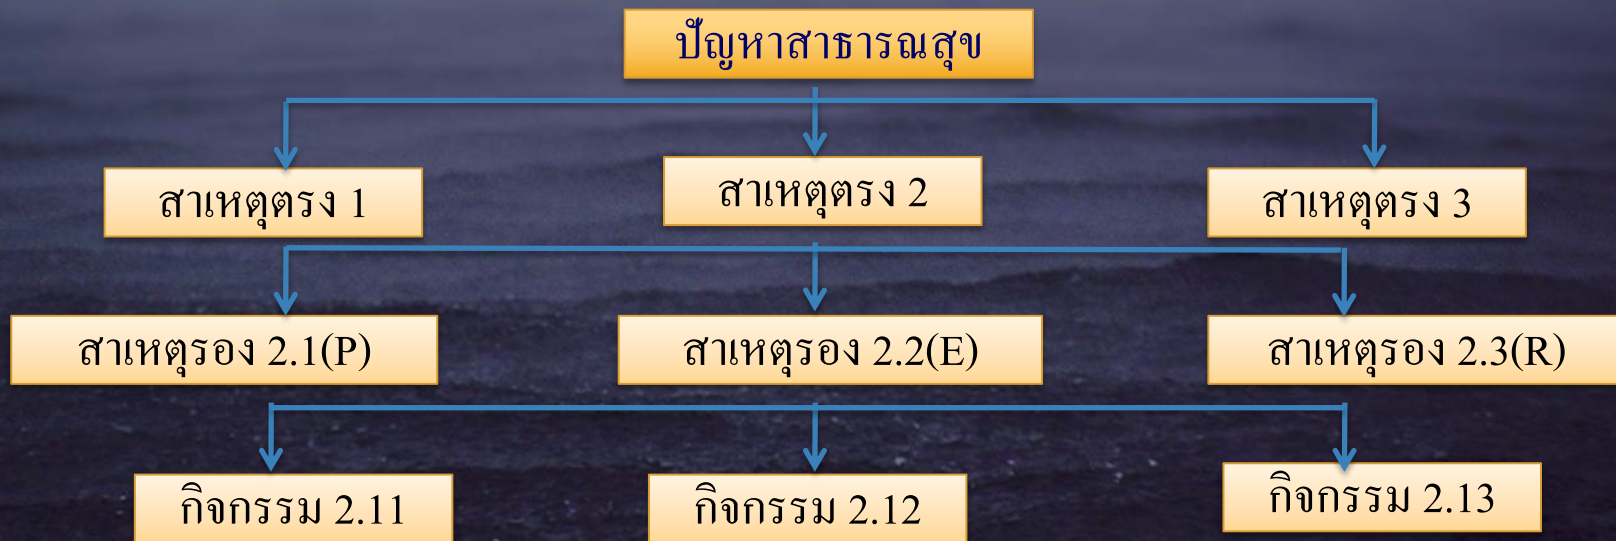 ปัญหาสาธารณสุข
สาเหตุตรง 1
สาเหตุตรง 2
สาเหตุตรง 3
สาเหตุรอง 2.1(P)
สาเหตุรอง 2.2(E)
สาเหตุรอง 2.3(R)
กิจกรรม 2.11
กิจกรรม 2.12
กิจกรรม 2.13